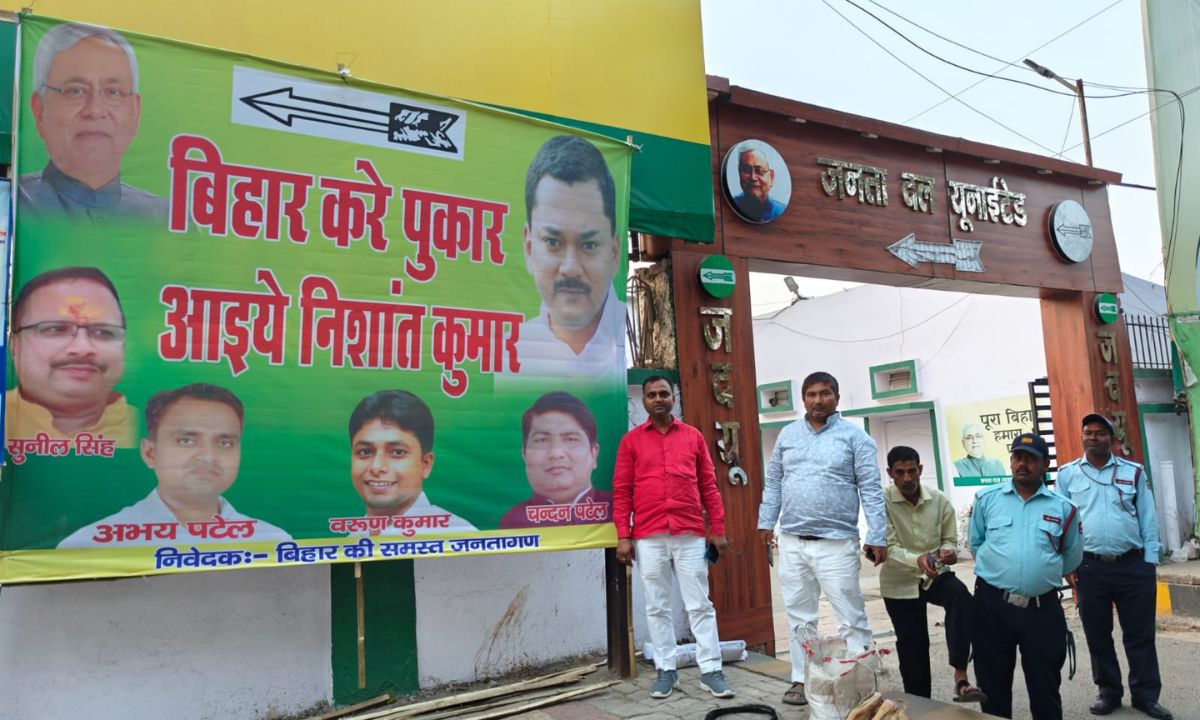 बिहार करे पुकार
आइये निशांत कुमार
सुनील सिंह
अभय पटेल
वरूण कुमार
चन्दन पटेल
निवेदक:- बिहार की समस्त जनतागण
जनता दल यूनाईटेड
ज द यू
ज द यू
पूरा बिहा
हमारा